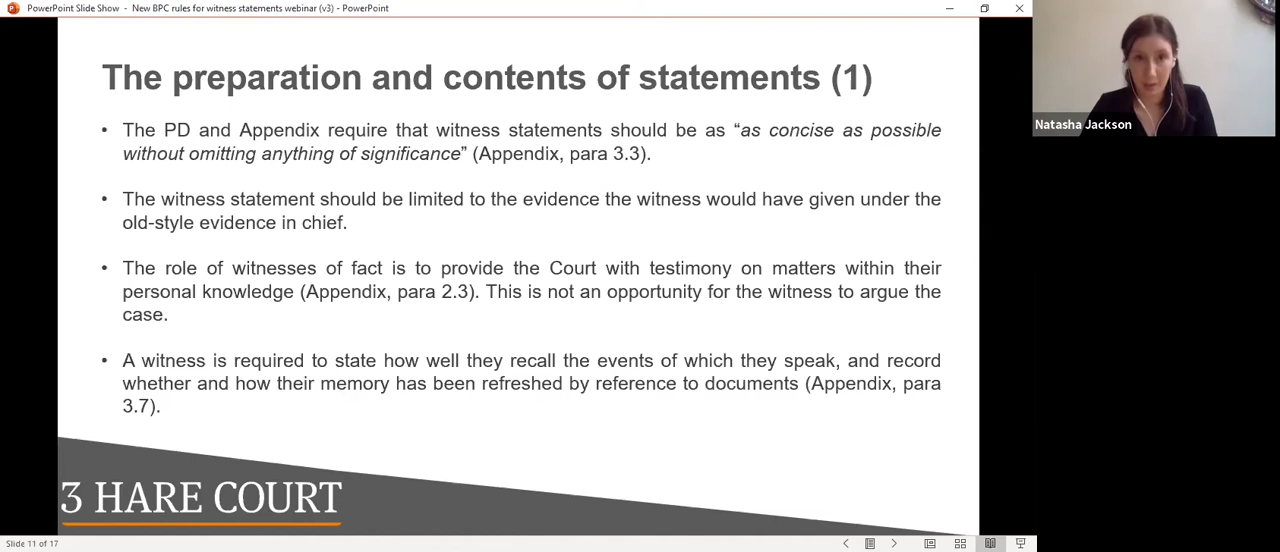 PowerPoint Slide Show - New BPC rules for witness statements webinar (v3) - PowerPoint
The preparation and contents of statements (1)
• The PD and Appendix require that witness statements should be as “as concise as possible
without omitting anything of significance” (Appendix, para 3.3).
• The witness statement should be limited to the evidence the witness would have given under the
old-style evidence in chief.
• The role of witnesses of fact is to provide the Court with testimony on matters within their
personal knowledge (Appendix, para 2.3). This is not an opportunity for the witness to argue the
case.
• A witness is required to state how well they recall the events of which they speak, and record
whether and how their memory has been refreshed by reference to documents (Appendix, para
3.7).
3 HARE COURT
Slide 11 of 17
Natasha Jackson